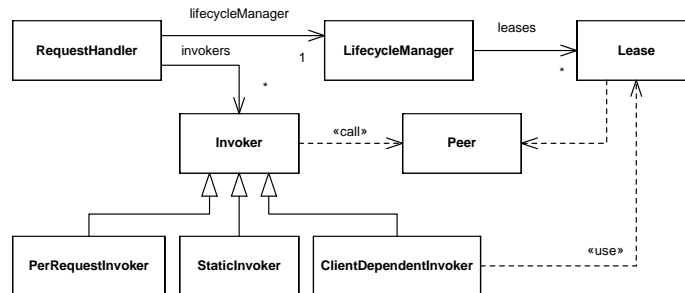 lifecycleManager
RequestHandler
invokers
1
LifecycleManager
leases
*
Lease
*
Invoker
«call»
Peer
«use»
PerRequestInvoker
StaticInvoker
ClientDependentInvoker